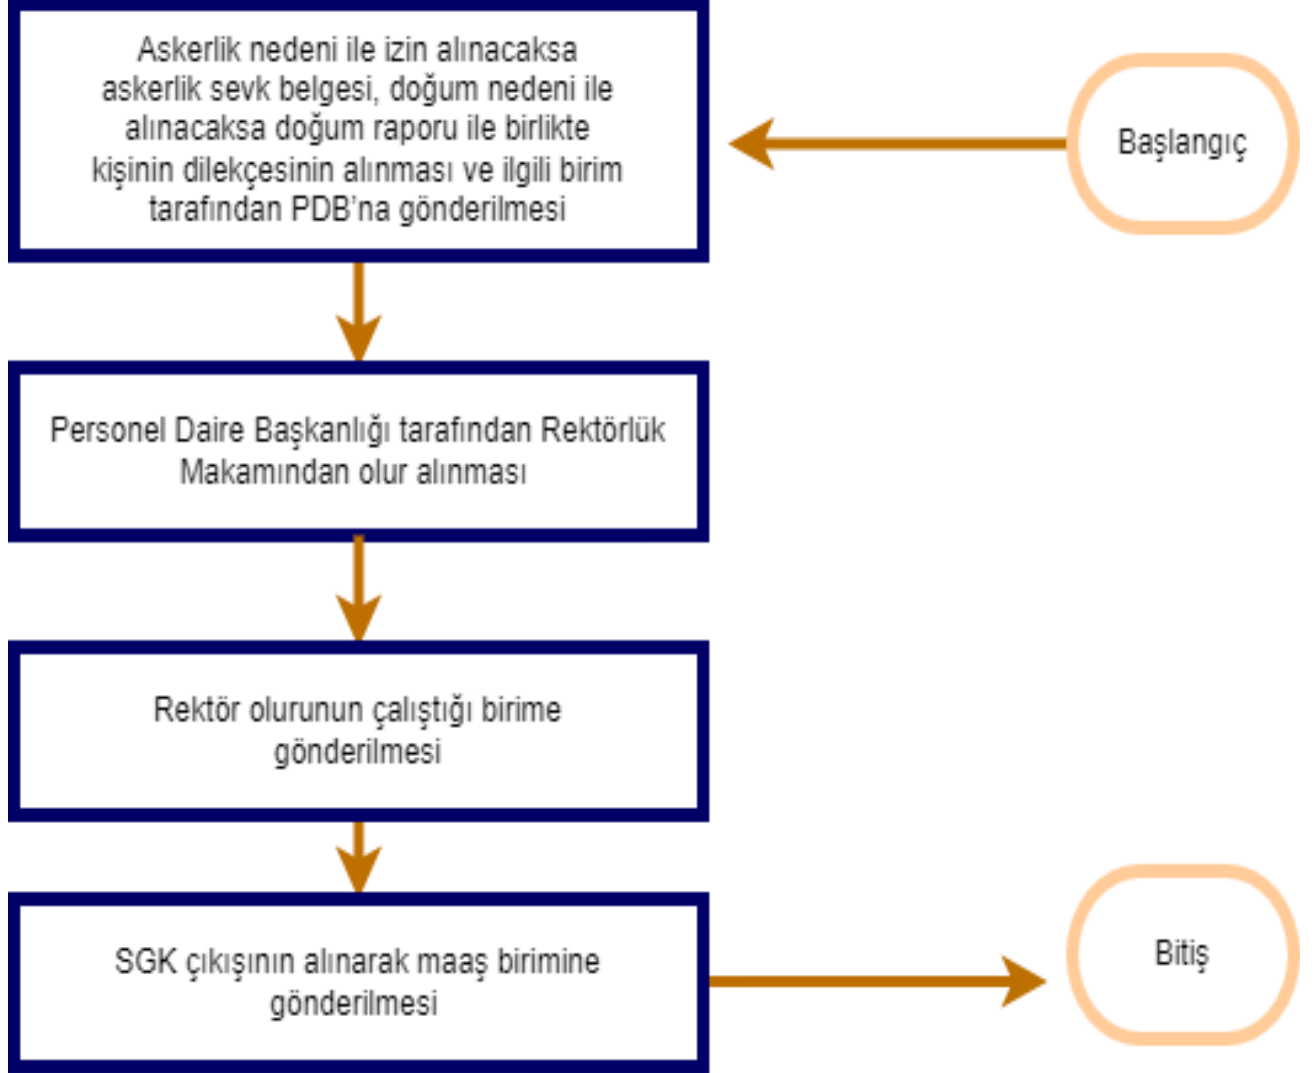 Başlangıç
Askerlik nedeni ile izin alınacaksa
askerlik sevk belgesi, doğum nedeni ile
alınacaksa doğum raporu ile birlikte
kişinin dilekçesinin alınması ve ilgili birim
tarafından PDB'na gönderilmesi
Personel Daire Başkanlığı tarafından Rektörlük
Makamından olur alınması
Rektör olurunun çalıştığı birime
gönderilmesi
SGK çıkışının alınarak maaş birimine
gönderilmesi
Bitiş